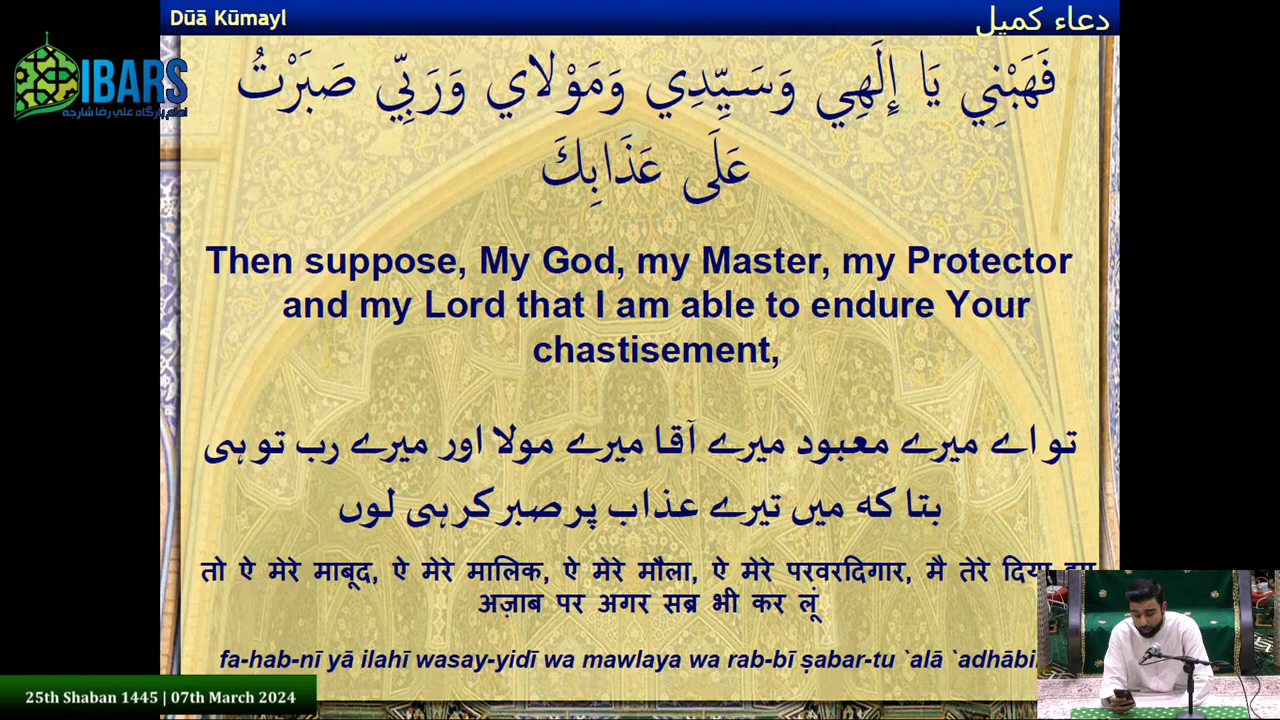 Dūā Kūmayl
دعاء كميل
IBARS
فَهَبْنِي يَا إِلَهِي وَسَيِّدِي وَمَوْلاي وَرَبِّي صَبَرْتُ
عَلَى عَذَابِكَ
Then suppose, My God, my Master, my Protector
and my Lord that I am able to endure Your
chastisement,
تو اے میرے معبود میرے آقا میرے مولا اور میرے رب تو ہی
بتا که میں تیرے عذاب پر صبر کر ہی لوں
तो ऐ मेरे माबूद, ऐ मेरे मालिक, ऐ मेरे मौला, ऐ मेरे परवरदिगार, मै तेरे
अज़ाब पर अगर सब्र भी कर लूं
fa-hab-nī yā ilahī wasay-yidī wa mawlaya wa rab-bī ṣabar-tu `alā `adhābi
25th Shaban 1445 | 07th March 2024